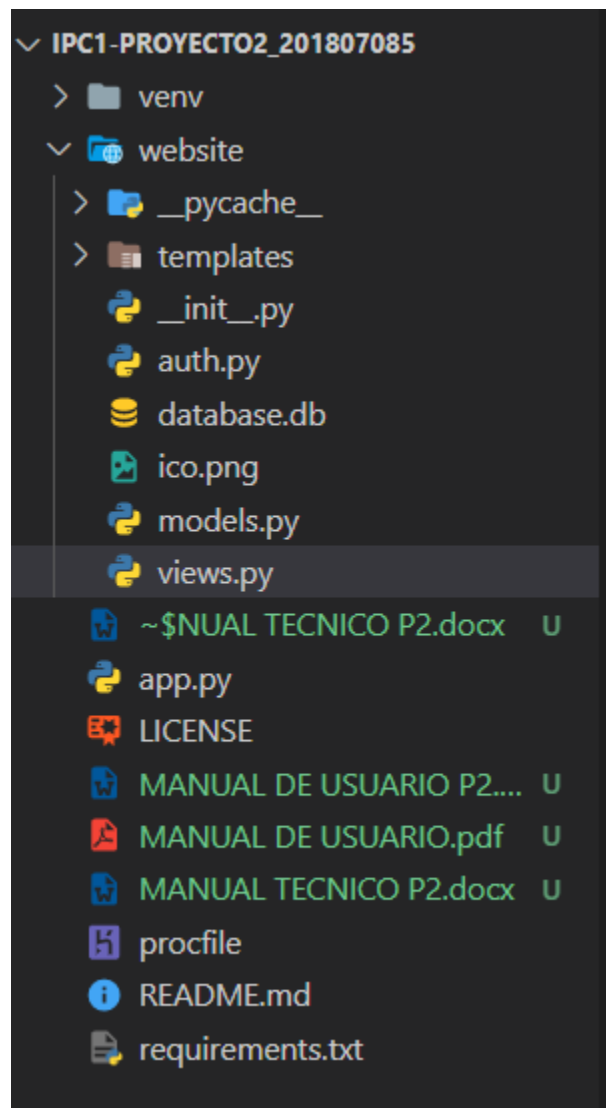 IPC1-PROYECTO2_201807085
venv
website
__pycache__
templates
__init__.py
auth.py
database.db
ico.png
models.py
views.py
~$NUAL TECNICO P2.docx U
app.py
LICENSE
MANUAL DE USUARIO P2.... U
MANUAL DE USUARIO.pdf U
MANUAL TECNICO P2.docx U
procfile
README.md
requirements.txt